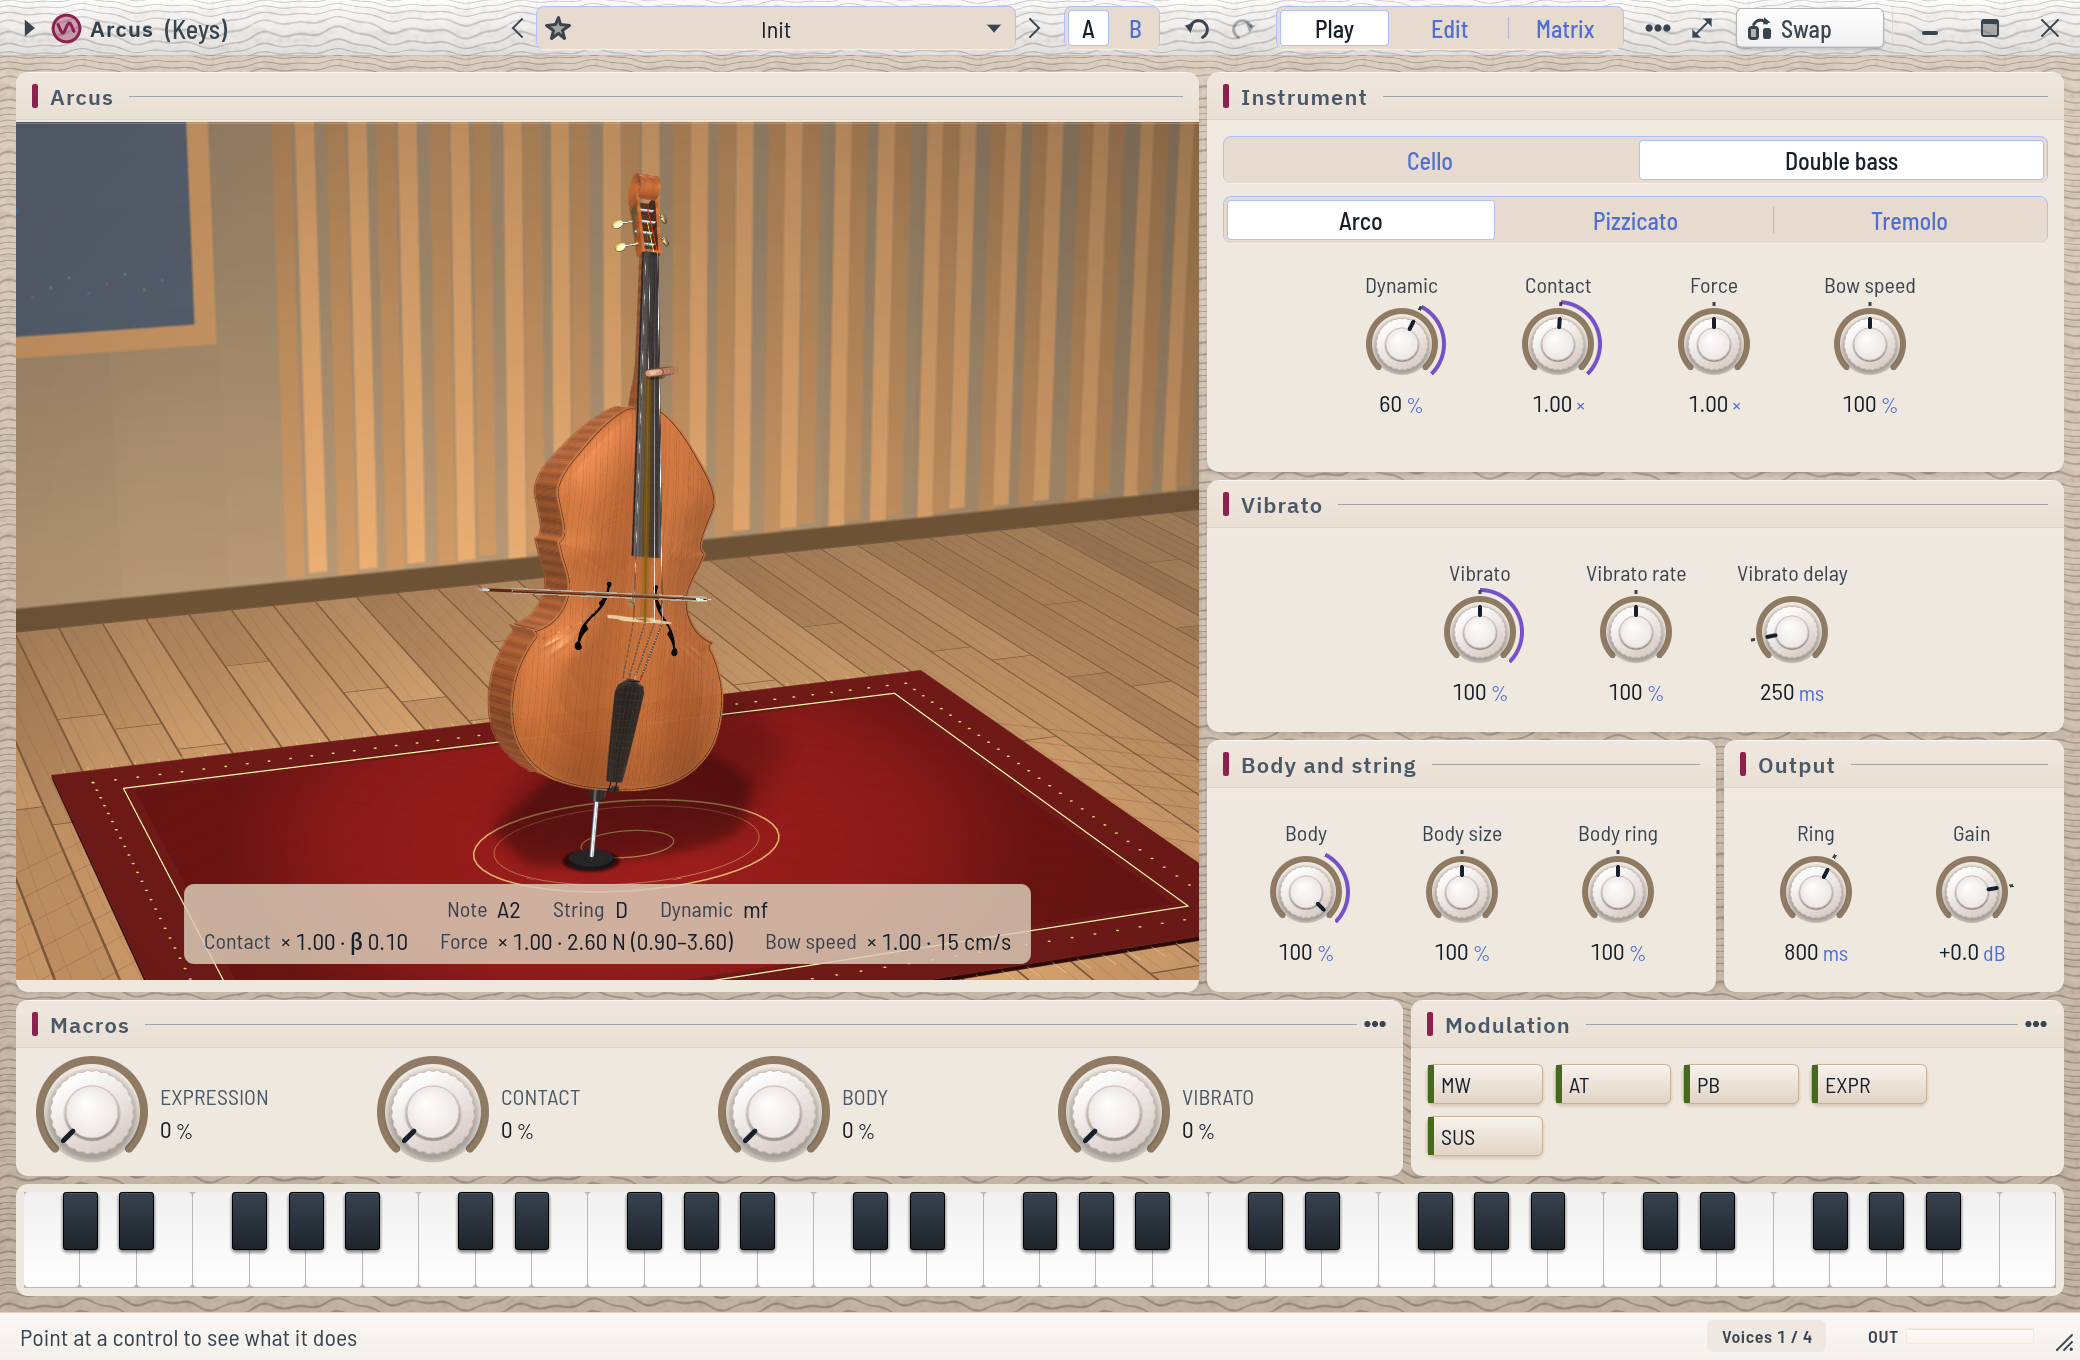 Arcus (Keys)
Init
A B
Play Edit Matrix
Swap
Arcus
Note A2 String D Dynamic mf
Contact × 1.00 · β 0.10 Force × 1.00 · 2.60 N (0.90–3.60) Bow speed × 1.00 · 15 cm/s
Instrument
Cello Double bass
Arco Pizzicato Tremolo
Dynamic Contact Force Bow speed
60 % 1.00 × 1.00 × 100 %
Vibrato
Vibrato Vibrato rate Vibrato delay
100 % 100 % 250 ms
Body and string
Body Body size Body ring
100 % 100 % 100 %
Output
Ring Gain
800 ms +0.0 dB
Macros
EXPRESSION
0 %
CONTACT
0 %
BODY
0 %
VIBRATO
0 %
Modulation
MW AT PB EXPR
SUS
Point at a control to see what it does
Voices 1 / 4 OUT